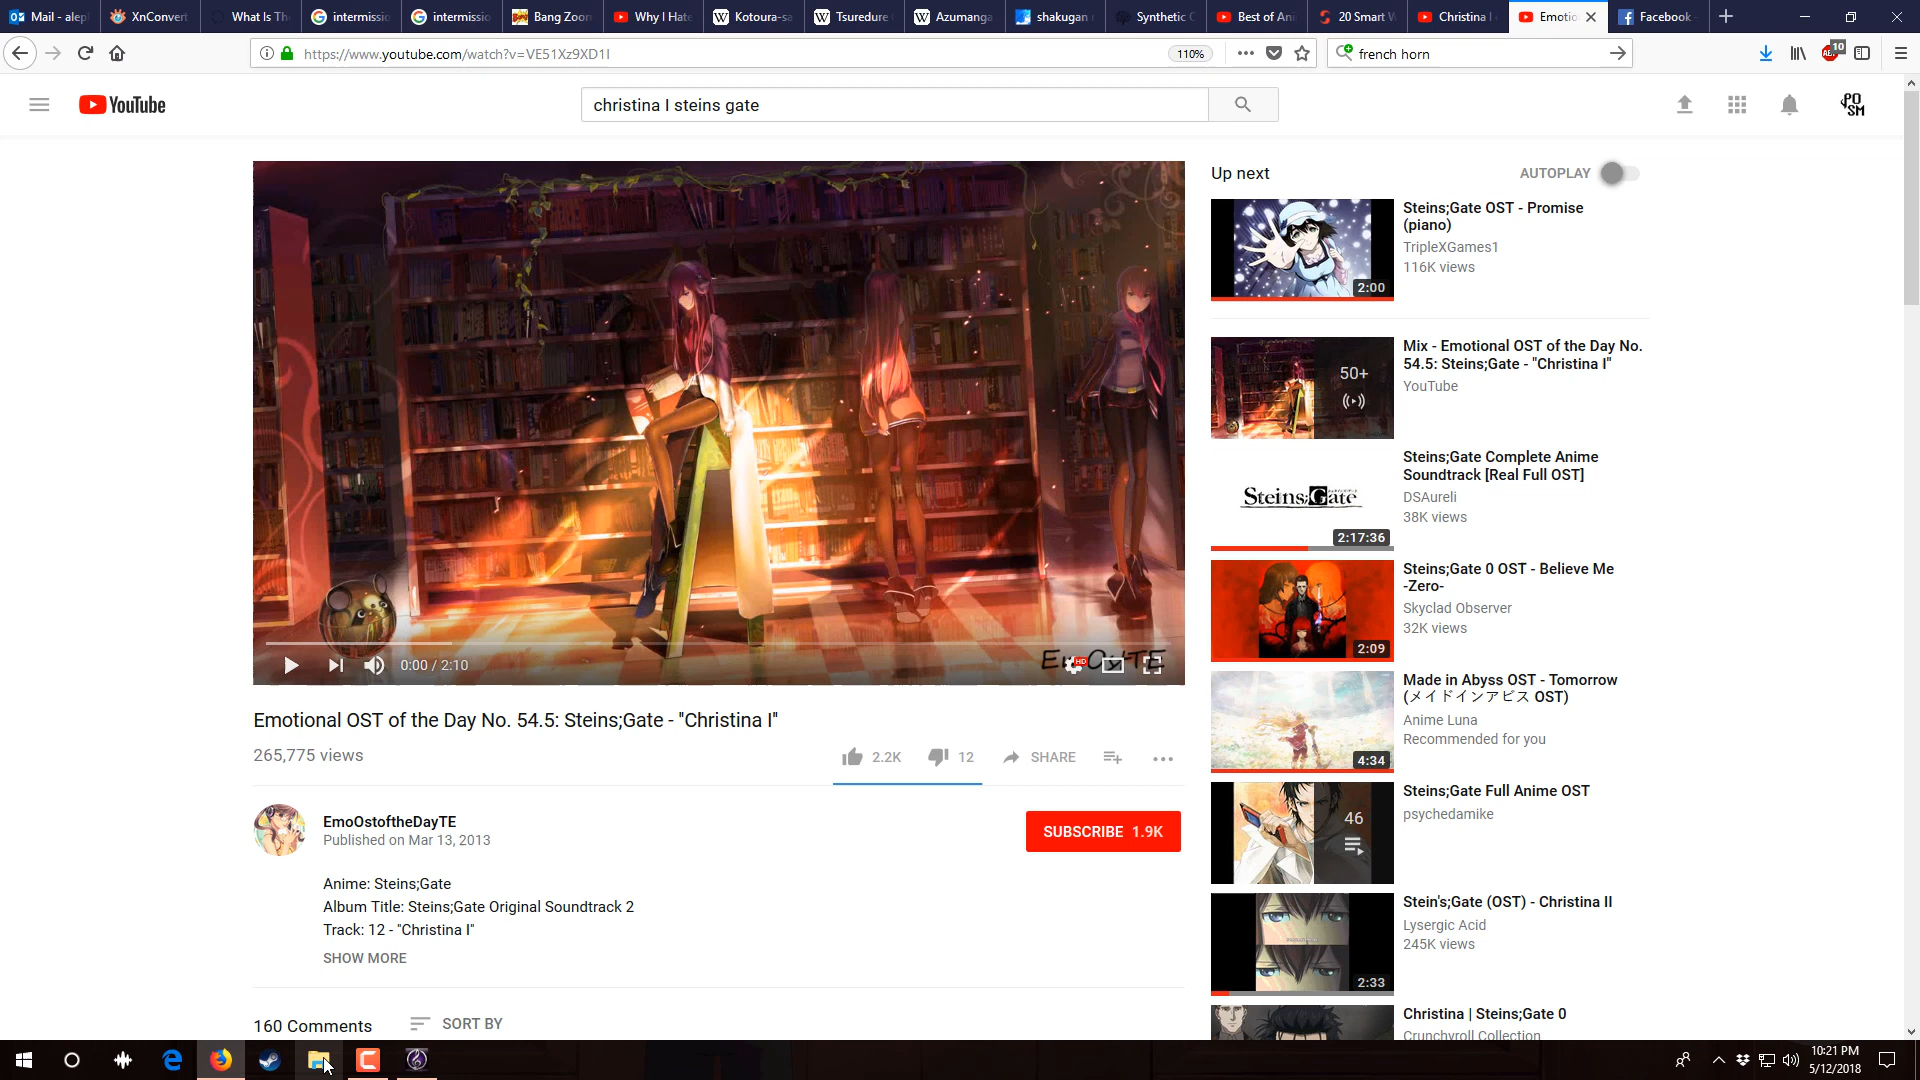 Mail - alep
XnConvert
What Is Th
intermissio
intermissio
Bang Zoon
Why I Hate
Kotoura-sa
Tsuredure
Azumanga
shakugan
Synthetic C
Best of Ani
20 Smart W
Christina I
Emotio
Facebook
https://www.youtube.com/watch?v=VE51Xz9XD1I
110%
french horn
10
YouTube
christina I steins gate
PO
SM
Up next
AUTOPLAY
Steins;Gate OST - Promise
(piano)
TripleXGames1
116K views
2:00
Mix - Emotional OST of the Day No.
54.5: Steins;Gate - "Christina I"
YouTube
50+
Steins;Gate Complete Anime
Soundtrack [Real Full OST]
DSAureli
38K views
Steins;Gate
2:17:36
Steins;Gate 0 OST - Believe Me
-Zero-
Skyclad Observer
32K views
2:09
Made in Abyss OST - Tomorrow
(メイドインアビス OST)
Anime Luna
Recommended for you
4:34
Steins;Gate Full Anime OST
psychedamike
46
Stein's;Gate (OST) - Christina II
Lysergic Acid
245K views
2:33
Christina | Steins;Gate 0
Crunchyroll Collection
0:00 / 2:10
HD
Emotional OST of the Day No. 54.5: Steins;Gate - "Christina I"
265,775 views
2.2K
12
SHARE
EmoOstoftheDayTE
Published on Mar 13, 2013
SUBSCRIBE 1.9K
Anime: Steins;Gate
Album Title: Steins;Gate Original Soundtrack 2
Track: 12 - "Christina I"
SHOW MORE
160 Comments
SORT BY
10:21 PM
5/12/2018